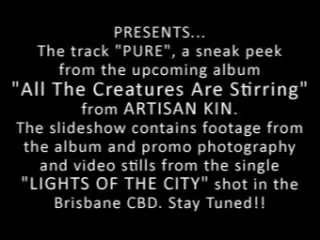 PRESENTS...
The track "PURE", a sneak peek
from the upcoming album
"All The Creatures Are Stirring"
from ARTISAN KIN.
The slideshow contains footage from
the album and promo photography
and video stills from the single
"LIGHTS OF THE CITY" shot in the
Brisbane CBD. Stay Tuned!!